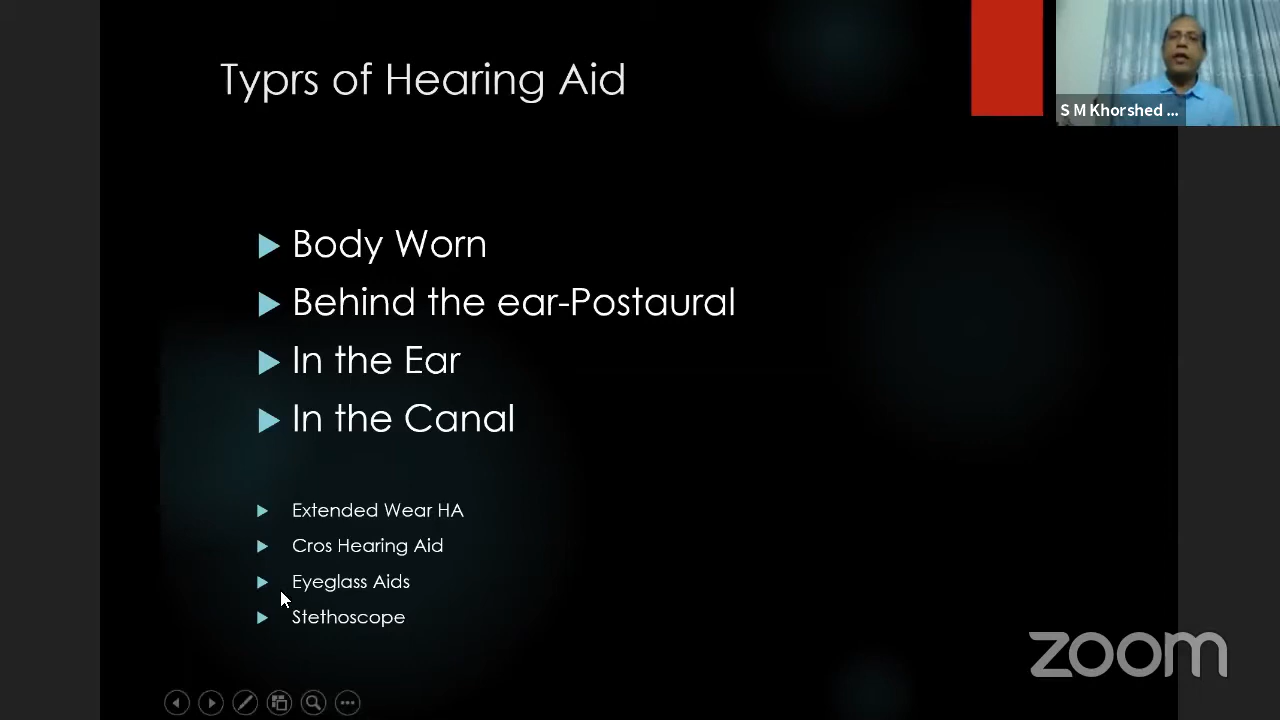 Typrs of Hearing Aid
S M Khorshed ...
Body Worn
Behind the ear-Postaural
In the Ear
In the Canal
Extended Wear HA
Cros Hearing Aid
Eyeglass Aids
Stethoscope
zoom